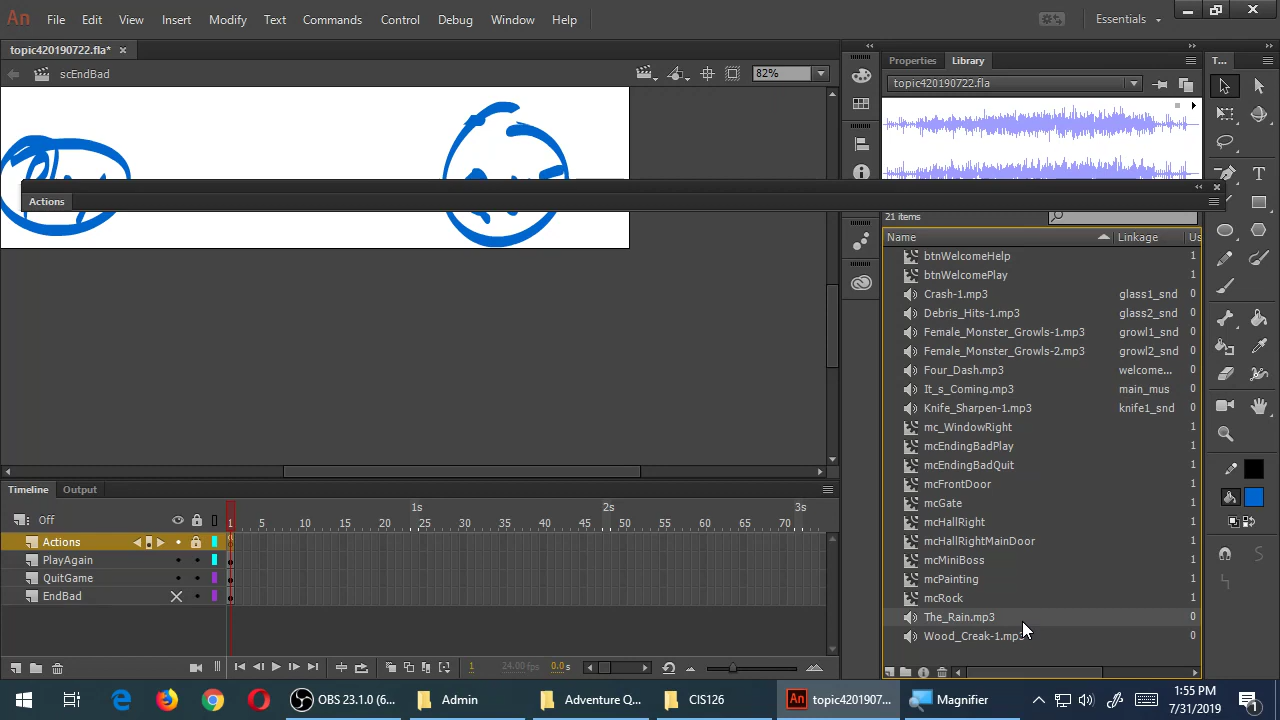 An File Edit View Insert Modify Text Commands Control Debug Window Help Essentials
topic420190722.fla* ×
scEndBad 82%
Properties Library T...
topic420190722.fla
Actions
21 items
Name Linkage Us
btnWelcomeHelp 1
btnWelcomePlay 1
Crash-1.mp3 glass1_snd 0
Debris_Hits-1.mp3 glass2_snd 0
Female_Monster_Growls-1.mp3 growl1_snd 0
Female_Monster_Growls-2.mp3 growl2_snd 0
Four_Dash.mp3 welcome... 0
It_s_Coming.mp3 main_mus 0
Knife_Sharpen-1.mp3 knife1_snd 0
mc_WindowRight 1
mcEndingBadPlay 1
mcEndingBadQuit 1
mcFrontDoor 1
mcGate 1
mcHallRight 1
mcHallRightMainDoor 1
mcMiniBoss 1
mcPainting 1
mcRock 1
The_Rain.mp3 0
Wood_Creak-1.mp3 0
Timeline Output
Off 1s 2s 3s
1 5 10 15 20 25 30 35 40 45 50 55 60 65 70
Actions
PlayAgain
QuitGame
EndBad
1 24.00 fps 0.0 s
OBS 23.1.0 (6... Admin Adventure Q... CIS126 An topic4201907... Magnifier
1:55 PM
7/31/2019
1